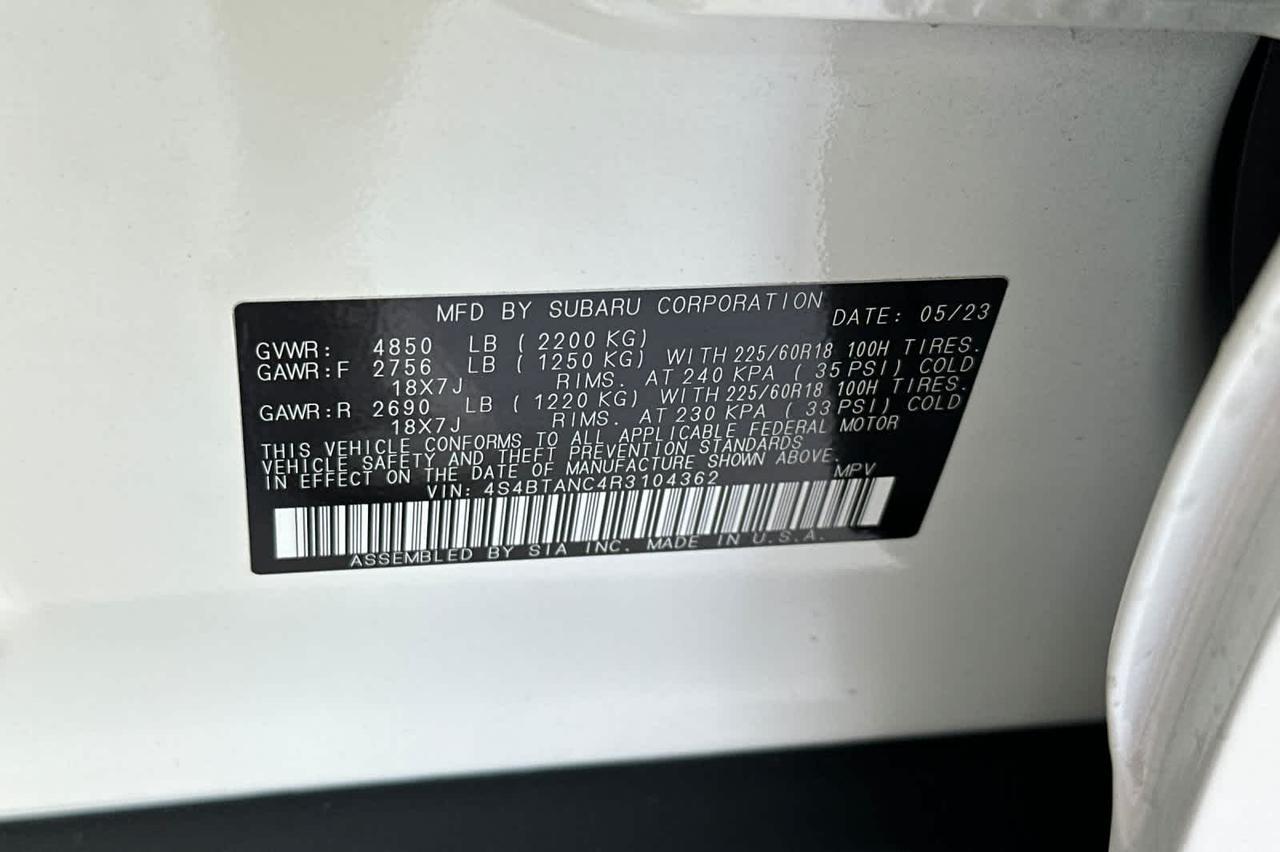 MFD BY SUBARU CORPORATION DATE: 05/23
GVWR: 4850 LB ( 2200 KG)
GAWR:F 2756 LB ( 1250 KG) WITH 225/60R18 100H TIRES.
18X7J RIMS. AT 240 KPA ( 35 PSI) COLD
GAWR:R 2690 LB ( 1220 KG) WITH 225/60R18 100H TIRES.
18X7J RIMS. AT 230 KPA ( 33 PSI) COLD
THIS VEHICLE CONFORMS TO ALL APPLICABLE FEDERAL MOTOR
VEHICLE SAFETY AND THEFT PREVENTION STANDARDS
IN EFFECT ON THE DATE OF MANUFACTURE SHOWN ABOVE.
VIN: 4S4BTANC4R3104362 MPV
ASSEMBLED BY SIA INC. MADE IN U.S.A.